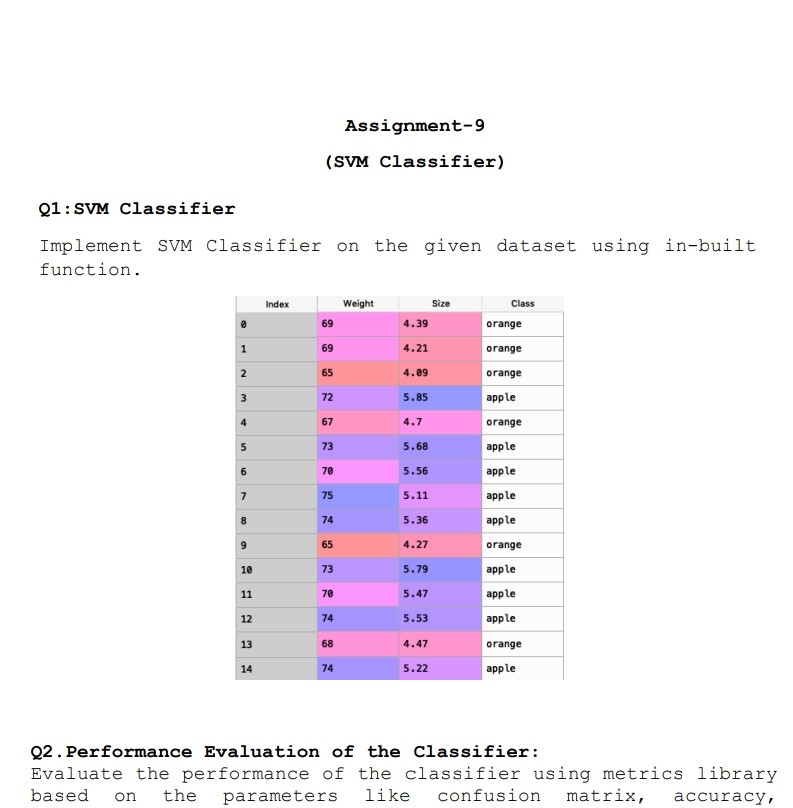 Assignment-9
(SVM Classifier)
Q1:SVM Classifier
Implement SVM Classifier on the given dataset using in-built
function.
Index Weight Size Class
0 69 4.39 orange
1 69 4.21 orange
2 65 4.09 orange
3 72 5.85 apple
4 67 4.7 orange
5 73 5.68 apple
6 70 5.56 apple
7 75 5.11 apple
8 74 5.36 apple
9 65 4.27 orange
10 73 5.79 apple
11 70 5.47 apple
12 74 5.53 apple
13 68 4.47 orange
14 74 5.22 apple
Q2.Performance Evaluation of the Classifier:
Evaluate the performance of the classifier using metrics library
based on the parameters like confusion matrix, accuracy,